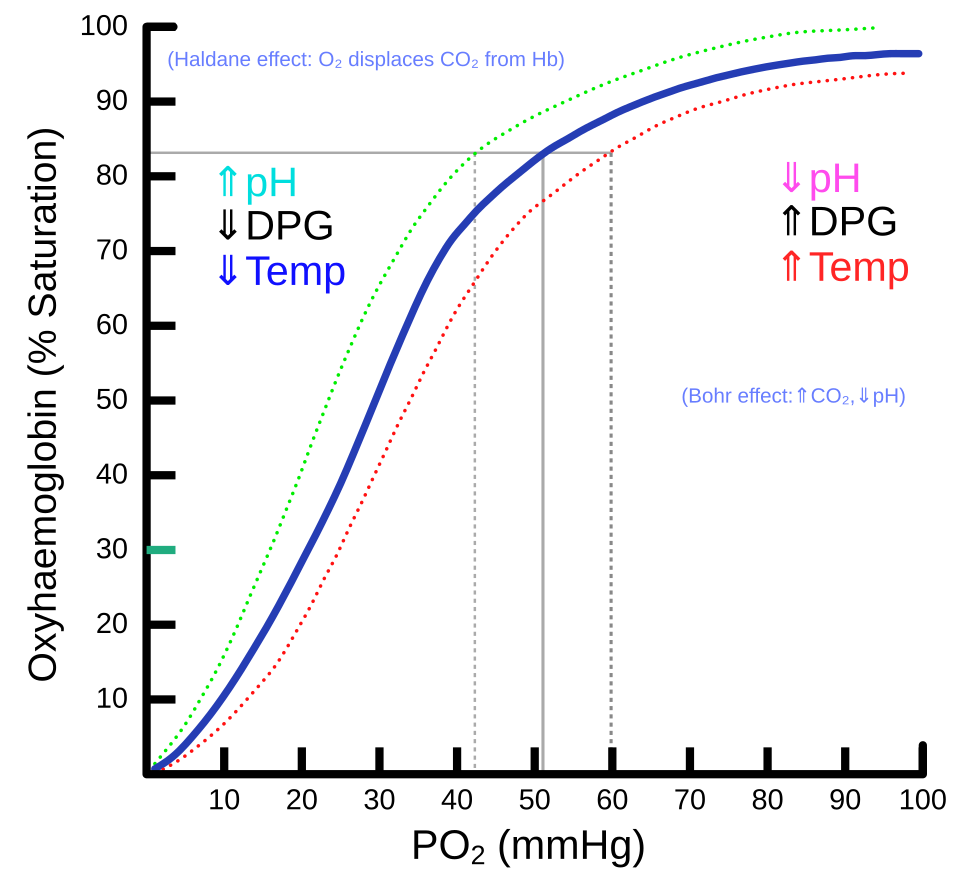 100
(Haldane effect: O₂ displaces CO₂ from Hb)
90
80
⇑pH
⇓DPG
⇓Temp
⇓pH
⇑DPG
⇑Temp
70
60
50
(Bohr effect:⇑CO₂,⇓pH)
40
30
20
10
Oxyhaemoglobin (% Saturation)
10 20 30 40 50 60 70 80 90 100
PO₂ (mmHg)